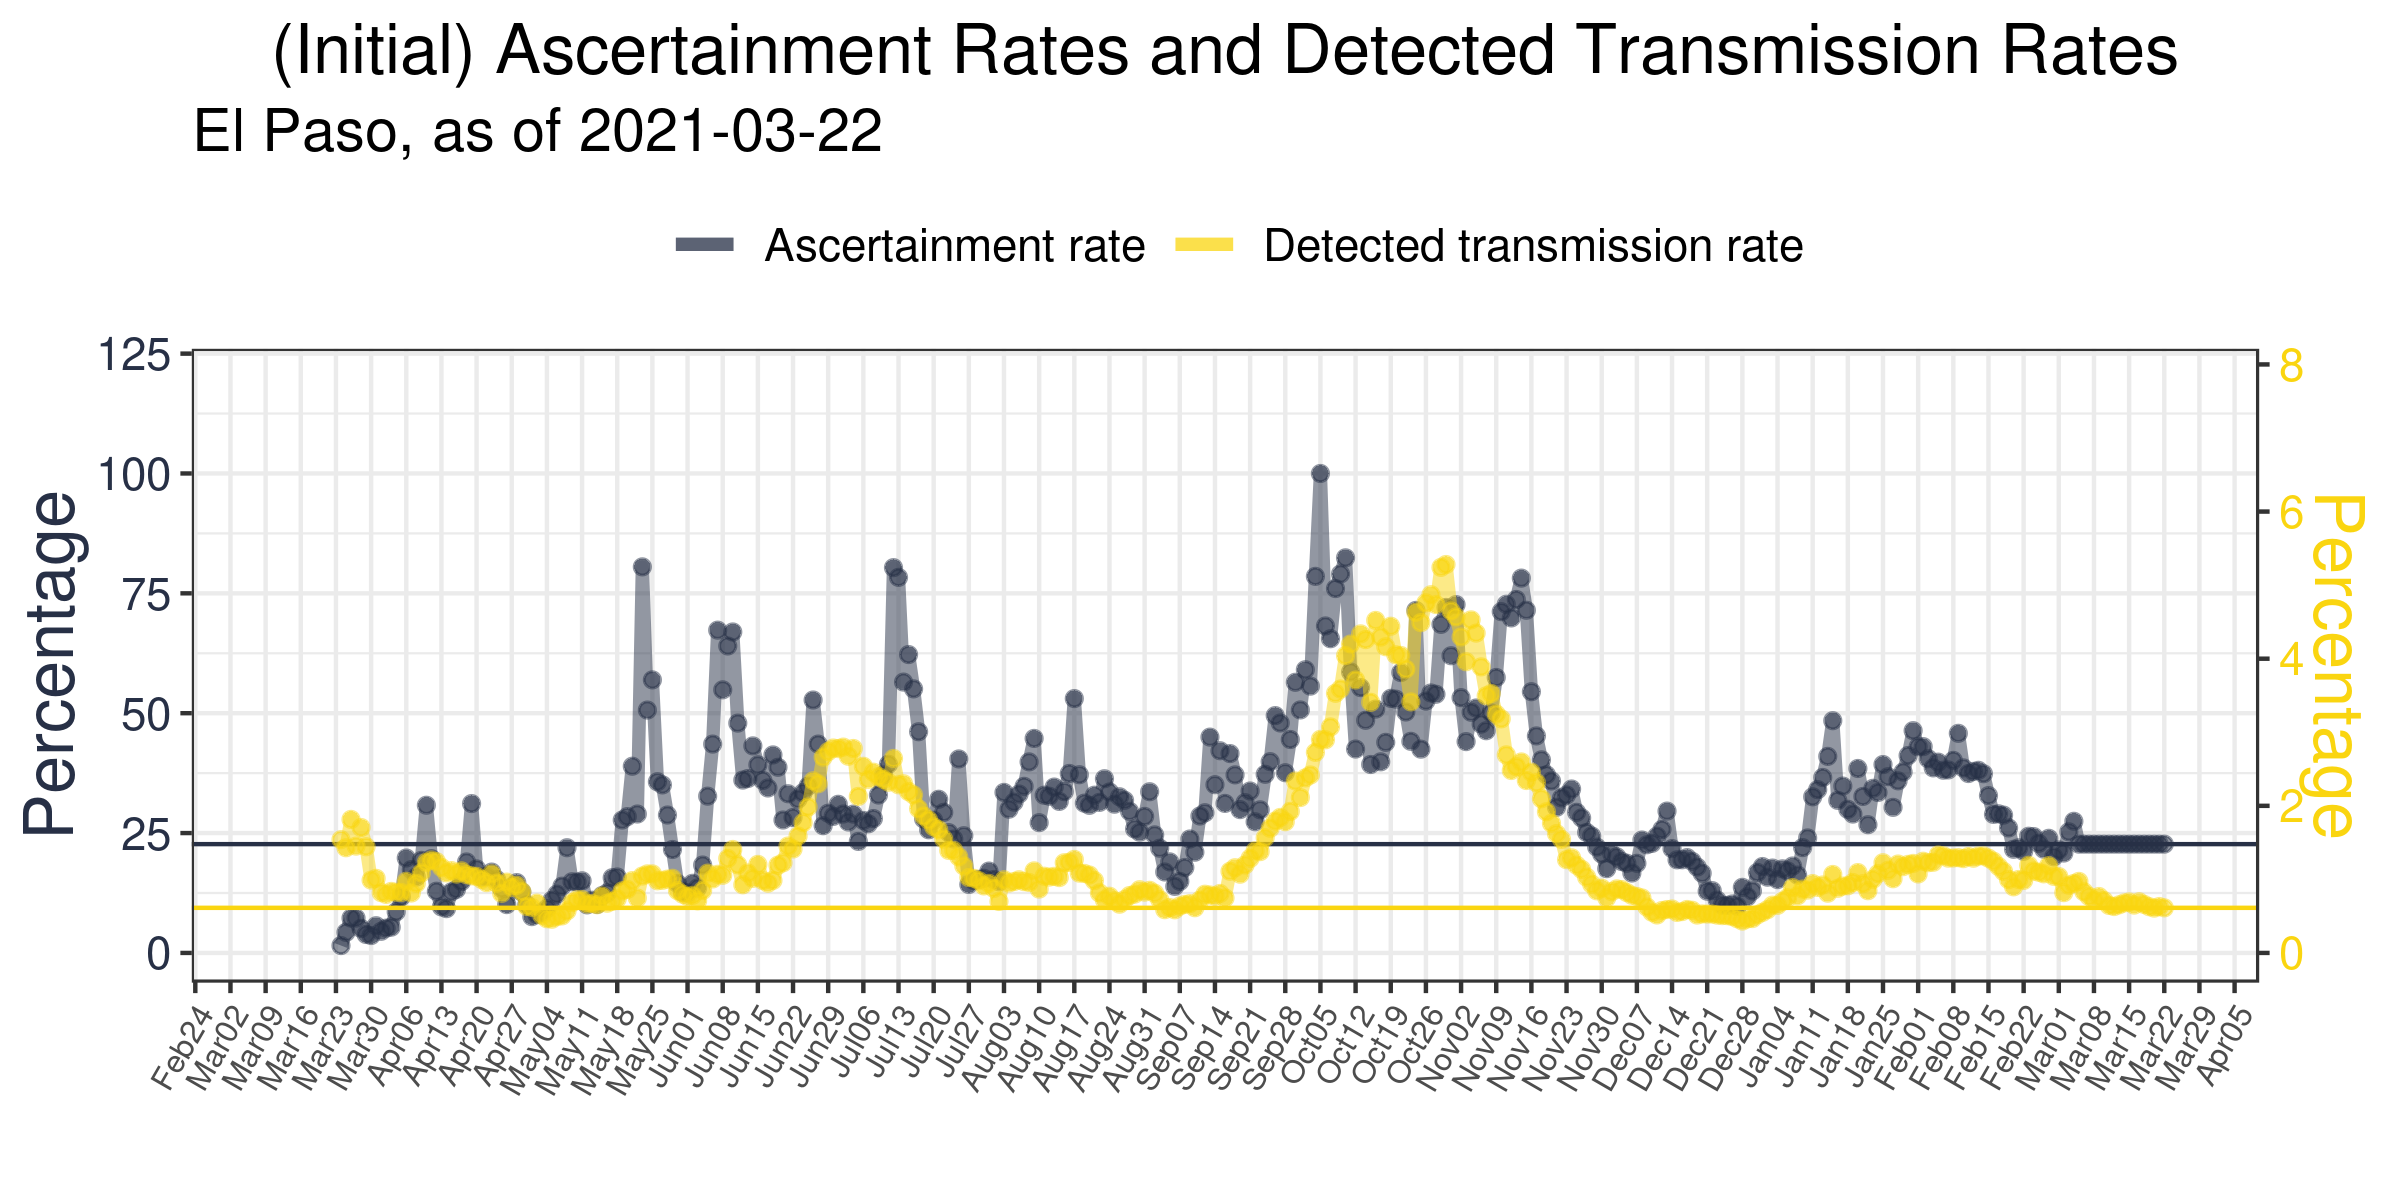 (Initial) Ascertainment Rates and Detected Transmission Rates
El Paso, as of 2021-03-22
Ascertainment rate
Detected transmission rate
Percentage
125
100
75
50
25
0
8
6
4
2
0
Percentage
Feb24
Mar02
Mar09
Mar16
Mar23
Mar30
Apr06
Apr13
Apr20
Apr27
May04
May11
May18
May25
Jun01
Jun08
Jun15
Jun22
Jun29
Jul06
Jul13
Jul20
Jul27
Aug03
Aug10
Aug17
Aug24
Aug31
Sep07
Sep14
Sep21
Sep28
Oct05
Oct12
Oct19
Oct26
Nov02
Nov09
Nov16
Nov23
Nov30
Dec07
Dec14
Dec21
Dec28
Jan04
Jan11
Jan18
Jan25
Feb01
Feb08
Feb15
Feb22
Mar01
Mar08
Mar15
Mar22
Mar29
Apr05